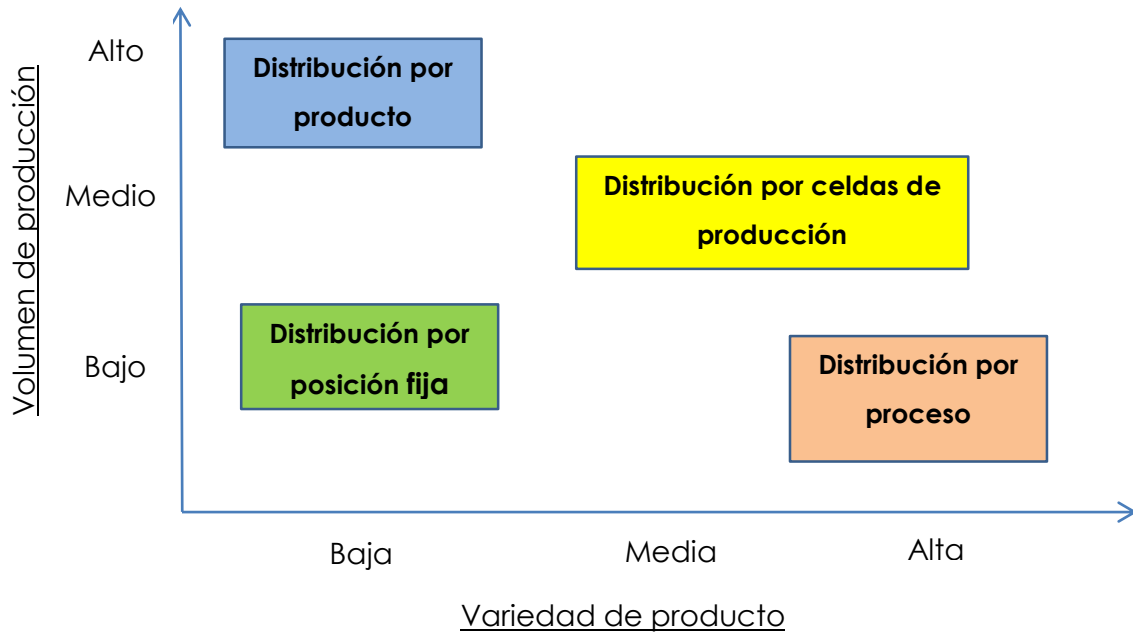 Volumen de producción
Alto
Distribución por
producto
Medio
Distribución por celdas de
producción
Bajo
Distribución por
posición fija
Distribución por
proceso
Baja
Media
Alta
Variedad de producto